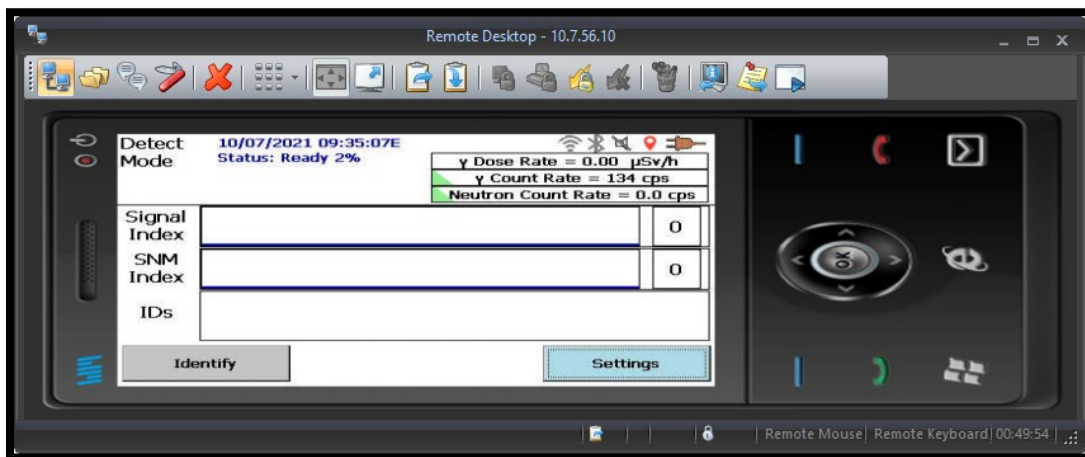 Remote Desktop - 10.7.56.10
Detect Mode
10/07/2021 09:35:07E
Status: Ready 2%
γ Dose Rate = 0.00 µSv/h
γ Count Rate = 134 cps
Neutron Count Rate = 0.0 cps
Signal Index
0
SNM Index
0
IDs
Identify
Settings
OK
Remote Mouse
Remote Keyboard
00:49:54